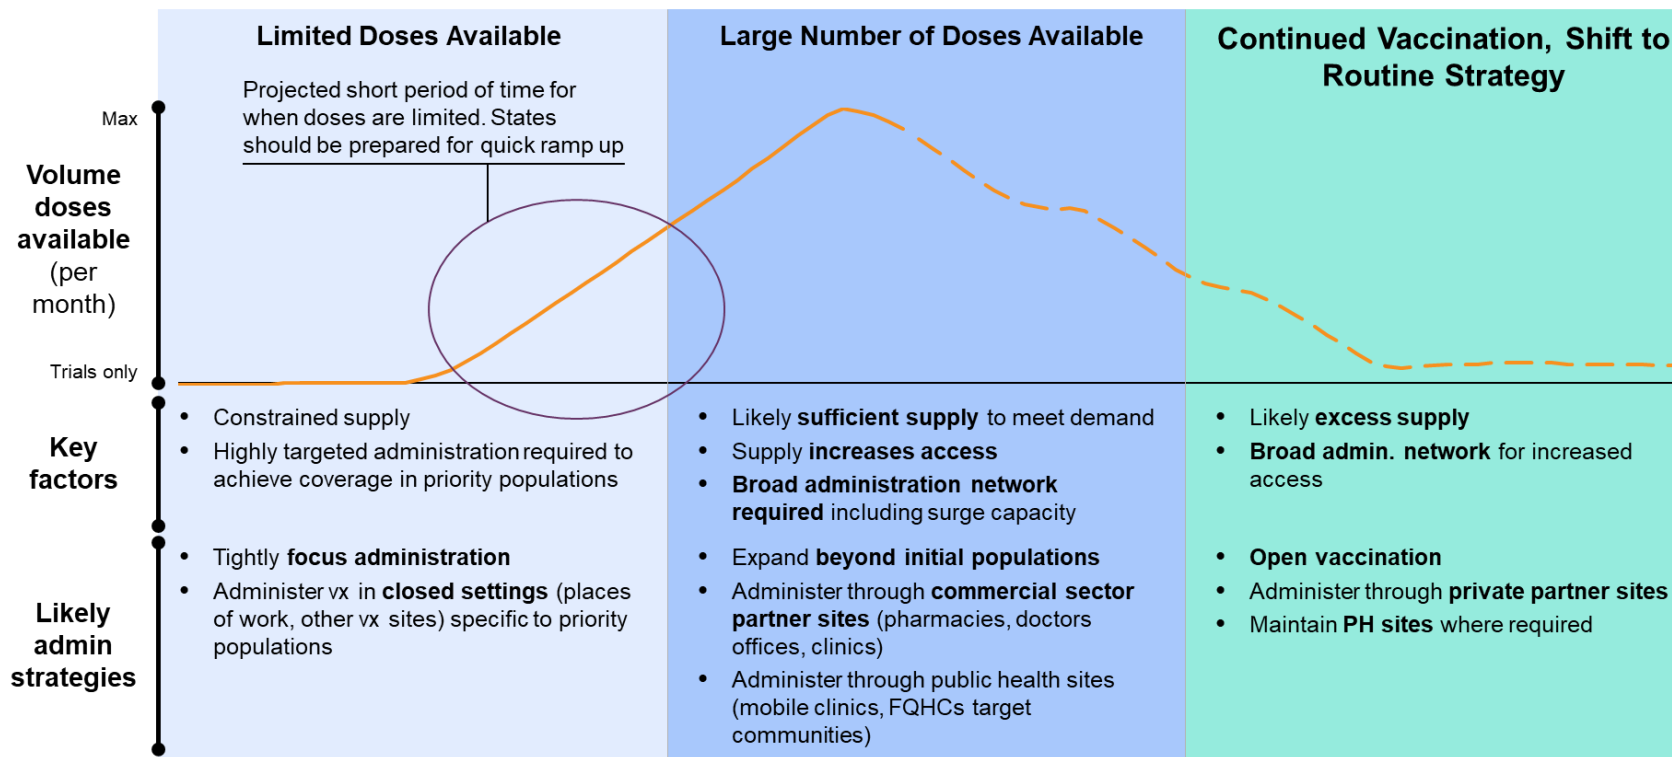 Limited Doses Available
Large Number of Doses Available
Continued Vaccination, Shift to
Routine Strategy
Projected short period of time for
when doses are limited. States
should be prepared for quick ramp up
Max
Volume
doses
available
(per
month)
Trials only
Key
factors
• Constrained supply
• Highly targeted administration required to
achieve coverage in priority populations
• Likely sufficient supply to meet demand
• Supply increases access
• Broad administration network
required including surge capacity
• Likely excess supply
• Broad admin. network for increased
access
Likely
admin
strategies
• Tightly focus administration
• Administer vx in closed settings (places
of work, other vx sites) specific to priority
populations
• Expand beyond initial populations
• Administer through commercial sector
partner sites (pharmacies, doctors
offices, clinics)
• Administer through public health sites
(mobile clinics, FQHCs target
communities)
• Open vaccination
• Administer through private partner sites
• Maintain PH sites where required